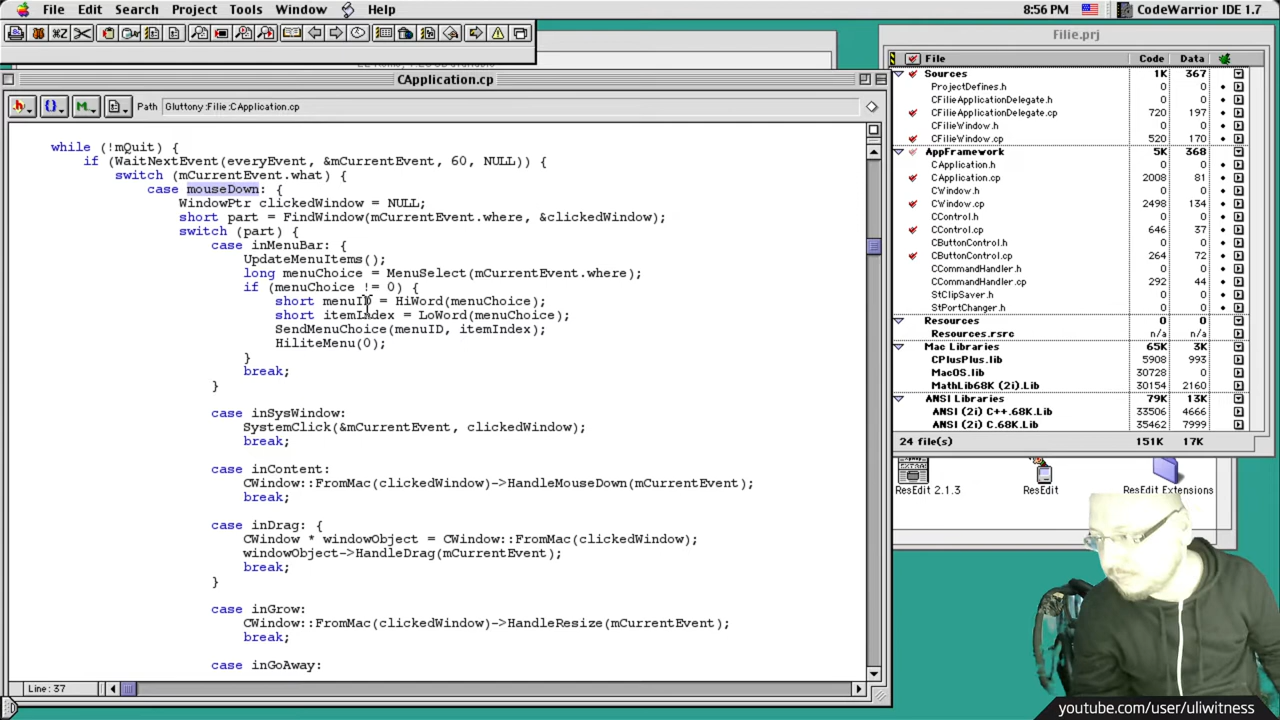 File Edit Search Project Tools Window Help 8:56 PM CodeWarrior IDE 1.7
Filie.prj
CApplication.cp
Path Gluttony :Filie :CApplication.cp
while (!mQuit) {
if (WaitNextEvent(everyEvent, &mCurrentEvent, 60, NULL)) {
switch (mCurrentEvent.what) {
case mouseDown: {
WindowPtr clickedWindow = NULL;
short part = FindWindow(mCurrentEvent.where, &clickedWindow);
switch (part) {
case inMenuBar: {
UpdateMenuItems();
long menuChoice = MenuSelect(mCurrentEvent.where);
if (menuChoice != 0) {
short menuID = HiWord(menuChoice);
short itemIndex = LoWord(menuChoice);
SendMenuChoice(menuID, itemIndex);
HiliteMenu(0);
}
break;
}
case inSysWindow:
SystemClick(&mCurrentEvent, clickedWindow);
break;
case inContent:
CWindow::FromMac(clickedWindow)->HandleMouseDown(mCurrentEvent);
break;
case inDrag: {
CWindow * windowObject = CWindow::FromMac(clickedWindow);
windowObject->HandleDrag(mCurrentEvent);
break;
}
case inGrow:
CWindow::FromMac(clickedWindow)->HandleResize(mCurrentEvent);
break;
case inGoAway:
Line: 37
File Code Data
Sources 1K 367
ProjectDefines.h 0 0
CFilieApplicationDelegate.h 0 0
CFilieApplicationDelegate.cp 720 197
CFilieWindow.h 0 0
CFilieWindow.cp 520 170
AppFramework 5K 368
CApplication.h 0 0
CApplication.cp 2008 81
CWindow.h 0 0
CWindow.cp 2498 134
CControl.h 0 0
CControl.cp 646 37
CButtonControl.h 0 0
CButtonControl.cp 264 72
CCommandHandler.h 0 0
CCommandHandler.cpp 282 44
StClipSaver.h 0 0
StPortChanger.h 0 0
Resources 0 0
Resources.rsrc n/a n/a
Mac Libraries 65K 3K
CPlusPlus.lib 5908 993
MacOS.lib 30728 0
MathLib68K (2i).Lib 30154 2160
ANSI Libraries 79K 13K
ANSI (2i) C++.68K.Lib 33506 4666
ANSI (2i) C.68K.Lib 35462 7999
24 file(s) 151K 17K
ResEdit 2.1.3 ResEdit ResEdit Extensions
youtube.com/user/uliwitness